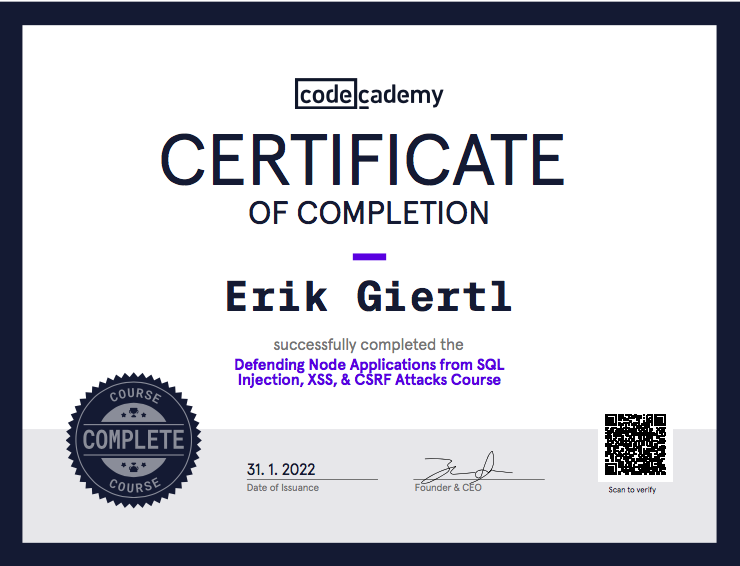 codecademy
CERTIFICATE
OF COMPLETION
Erik Giertl
successfully completed the
Defending Node Applications from SQL
Injection, XSS, & CSRF Attacks Course
COURSE
COMPLETE
COURSE
31. 1. 2022
Date of Issuance
Founder & CEO
Scan to verify